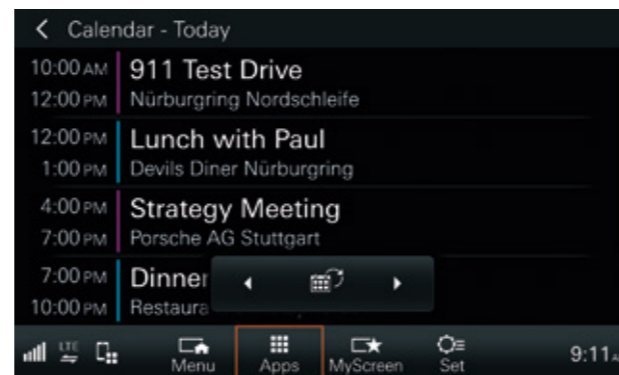 Calendar - Today
10:00 AM 911 Test Drive
12:00 PM Nürburgring Nordschleife
12:00 PM Lunch with Paul
1:00 PM Devils Diner Nürburgring
4:00 PM Strategy Meeting
7:00 PM Porsche AG Stuttgart
7:00 PM Dinner
10:00 PM
LTE
Menu Apps MyScreen Set 9:11